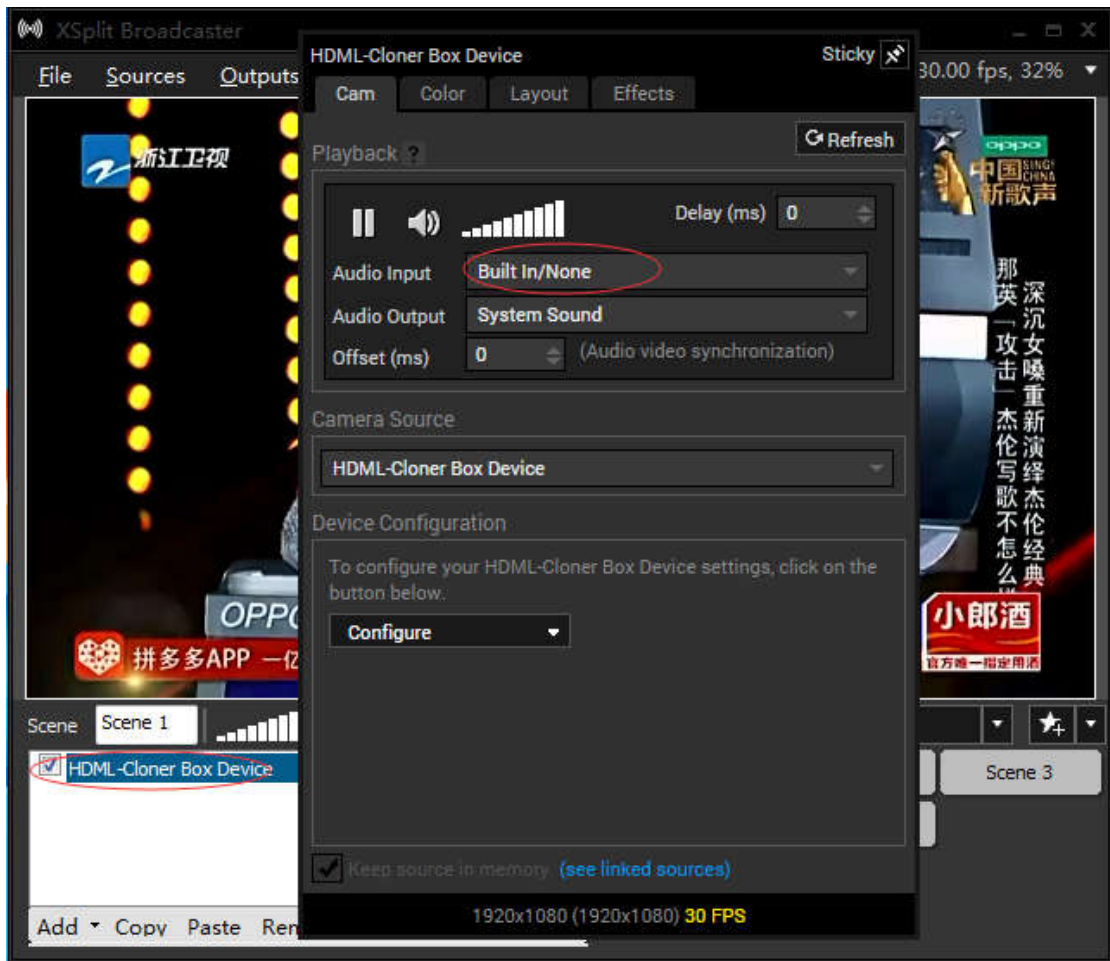 XSplit Broadcaster
File Sources Outputs
30.00 fps, 32%
HDML-Cloner Box Device
Sticky
Cam Color Layout Effects
Playback ?
Refresh
Delay (ms) 0
Audio Input Built In/None
Audio Output System Sound
Offset (ms) 0 (Audio video synchronization)
Camera Source
HDML-Cloner Box Device
Device Configuration
To configure your HDML-Cloner Box Device settings, click on the
button below.
Configure
Keep source in memory (see linked sources)
1920x1080 (1920x1080) 30 FPS
浙江卫视
oppo
中国
新歌声
SING!
CHINA
深沉女嗓重新演绎杰伦经典
那英「攻击」杰伦写歌不怎么
OPPO
拼多多APP 一亿
小郎酒
官方唯一指定用酒
Scene Scene 1
HDML-Cloner Box Device
Scene 3
Add Copy Paste Ren